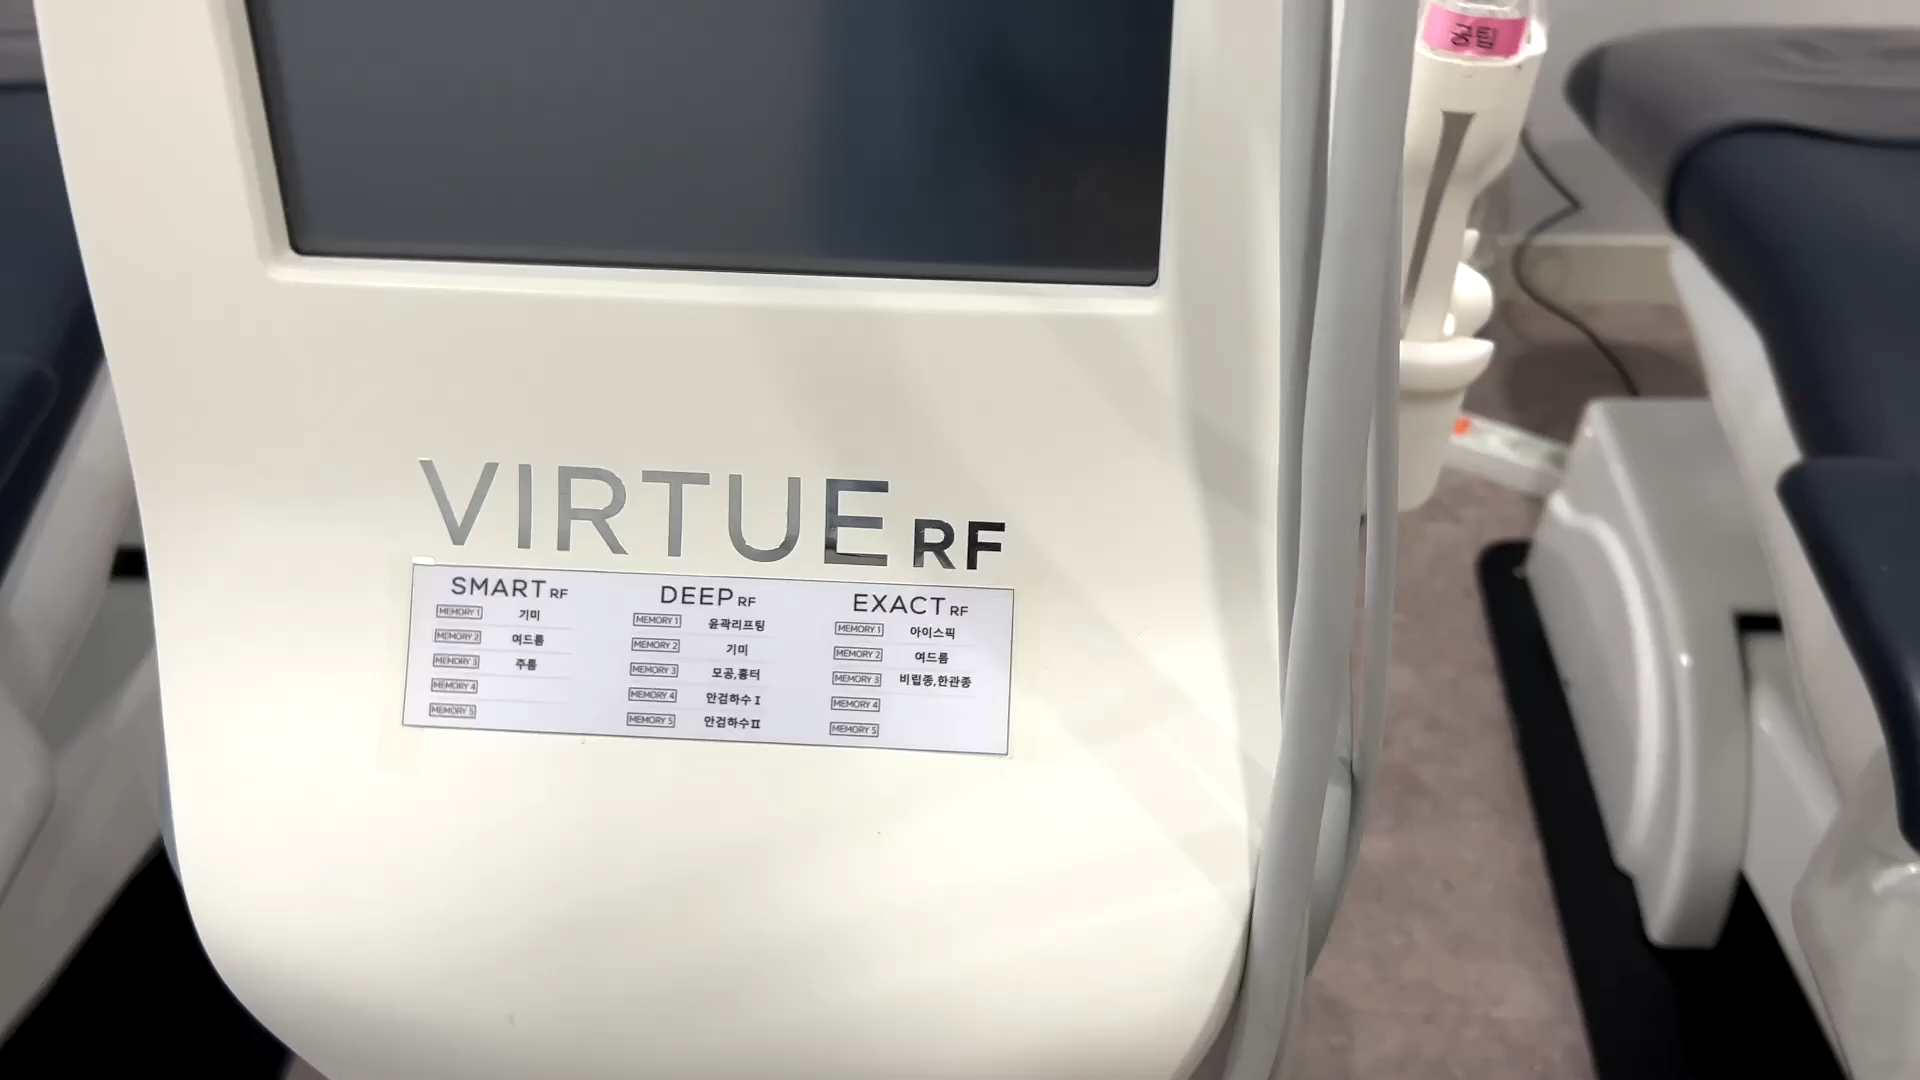 VIRTUE RF
SMART RF
MEMORY 1 기미
MEMORY 2 여드름
MEMORY 3 주름
MEMORY 4
MEMORY 5
DEEP RF
MEMORY 1 윤곽리프팅
MEMORY 2 기미
MEMORY 3 모공,흉터
MEMORY 4 안검하수 I
MEMORY 5 안검하수 II
EXACT RF
MEMORY 1 아이스픽
MEMORY 2 여드름
MEMORY 3 비립종,한관종
MEMORY 4
MEMORY 5